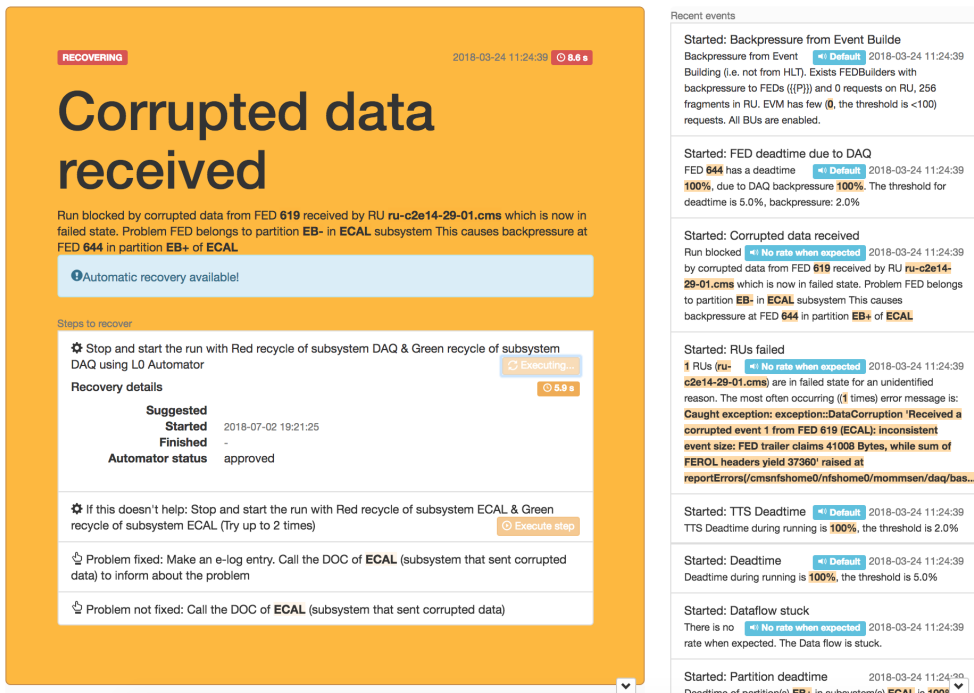 RECOVERING
2018-03-24 11:24:39 8.6 s
Corrupted data
received
Run blocked by corrupted data from FED 619 received by RU ru-c2e14-29-01.cms which is now in
failed state. Problem FED belongs to partition EB- in ECAL subsystem This causes backpressure at
FED 644 in partition EB+ of ECAL
Automatic recovery available!
Steps to recover
Stop and start the run with Red recycle of subsystem DAQ & Green recycle of subsystem
DAQ using L0 Automator
Executing...
Recovery details
5.9 s
Suggested
Started 2018-07-02 19:21:25
Finished -
Automator status approved
If this doesn't help: Stop and start the run with Red recycle of subsystem ECAL & Green
recycle of subsystem ECAL (Try up to 2 times)
Execute step
Problem fixed: Make an e-log entry. Call the DOC of ECAL (subsystem that sent corrupted
data) to inform about the problem
Problem not fixed: Call the DOC of ECAL (subsystem that sent corrupted data)
Recent events
Started: Backpressure from Event Builde
Backpressure from Event Default 2018-03-24 11:24:39
Building (i.e. not from HLT). Exists FEDBuilders with
backpressure to FEDs ({{P}}) and 0 requests on RU, 256
fragments in RU. EVM has few (0, the threshold is <100)
requests. All BUs are enabled.
Started: FED deadtime due to DAQ
FED 644 has a deadtime Default 2018-03-24 11:24:39
100%, due to DAQ backpressure 100%. The threshold for
deadtime is 5.0%, backpressure: 2.0%
Started: Corrupted data received
Run blocked No rate when expected 2018-03-24 11:24:39
by corrupted data from FED 619 received by RU ru-c2e14-
29-01.cms which is now in failed state. Problem FED belongs
to partition EB- in ECAL subsystem This causes
backpressure at FED 644 in partition EB+ of ECAL
Started: RUs failed
1 RUs (ru- No rate when expected 2018-03-24 11:24:39
c2e14-29-01.cms) are in failed state for an unidentified
reason. The most often occurring ((1 times) error message is:
Caught exception: exception::DataCorruption 'Received a
corrupted event 1 from FED 619 (ECAL): inconsistent
event size: FED trailer claims 41008 Bytes, while sum of
FEROL headers yield 37360' raised at
reportErrors(/cmsnfshome0/nfshome0/mommsen/daq/bas...
Started: TTS Deadtime Default 2018-03-24 11:24:39
TTS Deadtime during running is 100%, the threshold is 2.0%
Started: Deadtime Default 2018-03-24 11:24:39
Deadtime during running is 100%, the threshold is 5.0%
Started: Dataflow stuck
There is no No rate when expected 2018-03-24 11:24:39
rate when expected. The Data flow is stuck.
Started: Partition deadtime 2018-03-24 11:24:39
Deadtime of partition(s) EB+ in subsystem(s) ECAL is 100%